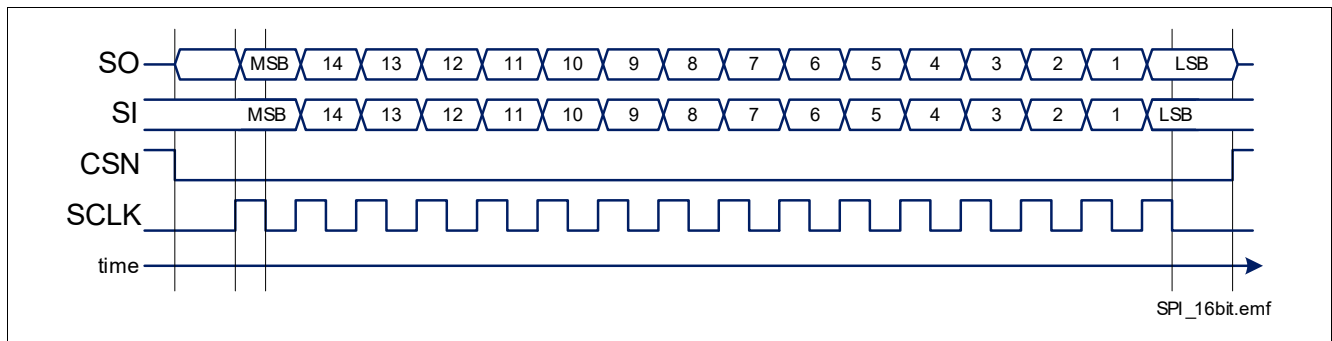 SO MSB 14 13 12 11 10 9 8 7 6 5 4 3 2 1 LSB
SI MSB 14 13 12 11 10 9 8 7 6 5 4 3 2 1 LSB
CSN
SCLK
time
SPI_16bit.emf